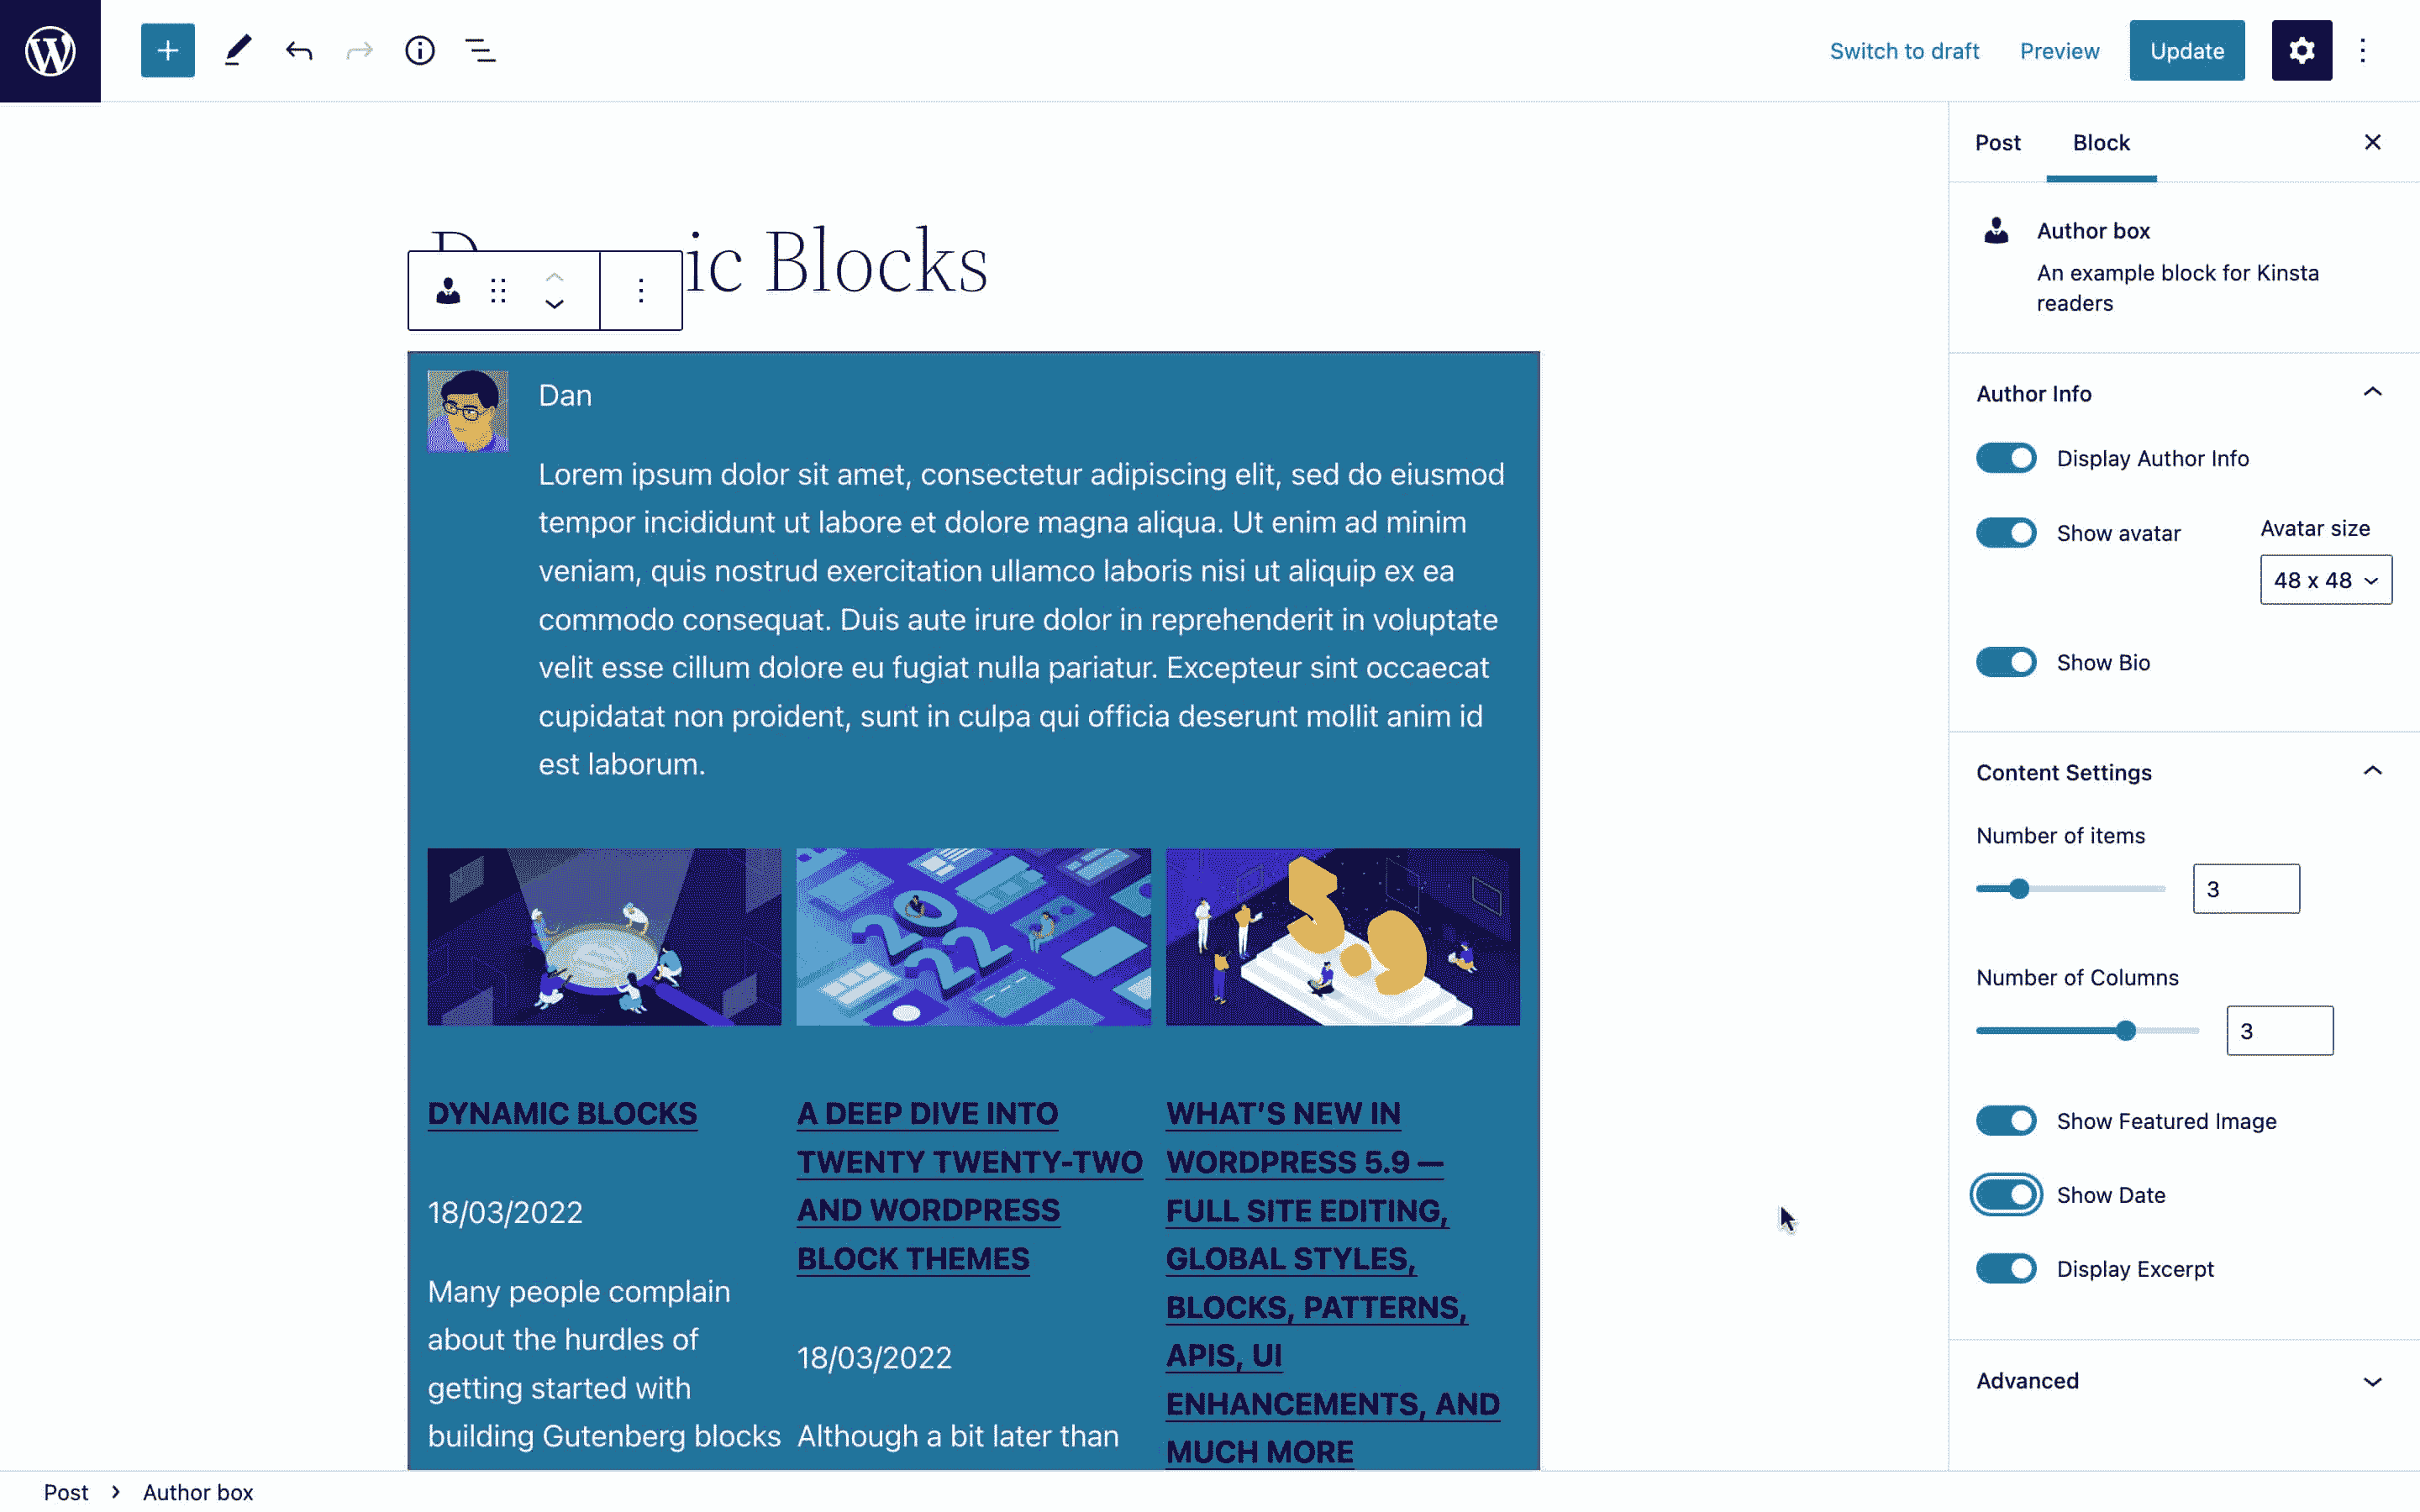 Switch to draft Preview Update
Post Block
Author box
An example block for Kinsta
readers
Author Info
Display Author Info
Show avatar
Avatar size
48 x 48
Show Bio
Content Settings
Number of items
3
Number of Columns
3
Show Featured Image
Show Date
Display Excerpt
Advanced
D
ic Blocks
Dan
Lorem ipsum dolor sit amet, consectetur adipiscing elit, sed do eiusmod
tempor incididunt ut labore et dolore magna aliqua. Ut enim ad minim
veniam, quis nostrud exercitation ullamco laboris nisi ut aliquip ex ea
commodo consequat. Duis aute irure dolor in reprehenderit in voluptate
velit esse cillum dolore eu fugiat nulla pariatur. Excepteur sint occaecat
cupidatat non proident, sunt in culpa qui officia deserunt mollit anim id
est laborum.
2022
5.9
DYNAMIC BLOCKS
18/03/2022
Many people complain
about the hurdles of
getting started with
building Gutenberg blocks
A DEEP DIVE INTO
TWENTY TWENTY-TWO
AND WORDPRESS
BLOCK THEMES
18/03/2022
Although a bit later than
WHAT'S NEW IN
WORDPRESS 5.9 —
FULL SITE EDITING,
GLOBAL STYLES,
BLOCKS, PATTERNS,
APIS, UI
ENHANCEMENTS, AND
MUCH MORE
Post > Author box